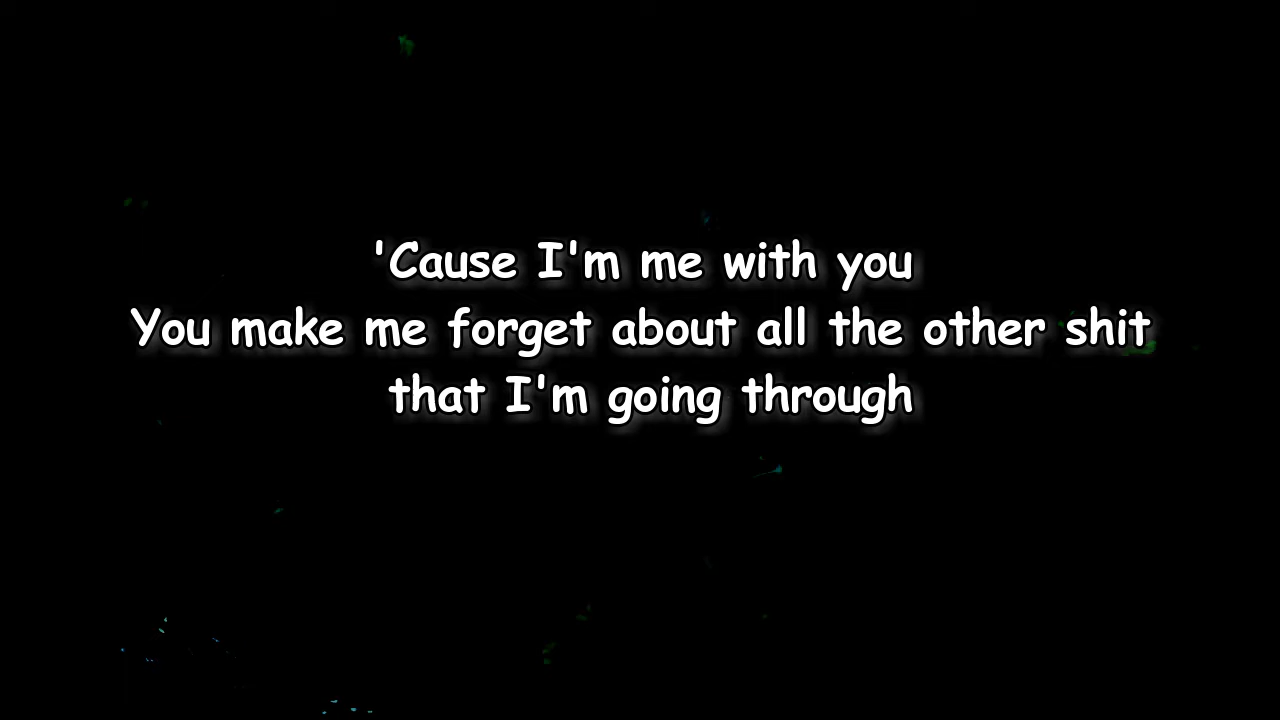 'Cause I'm me with you
You make me forget about all the other shit
that I'm going through